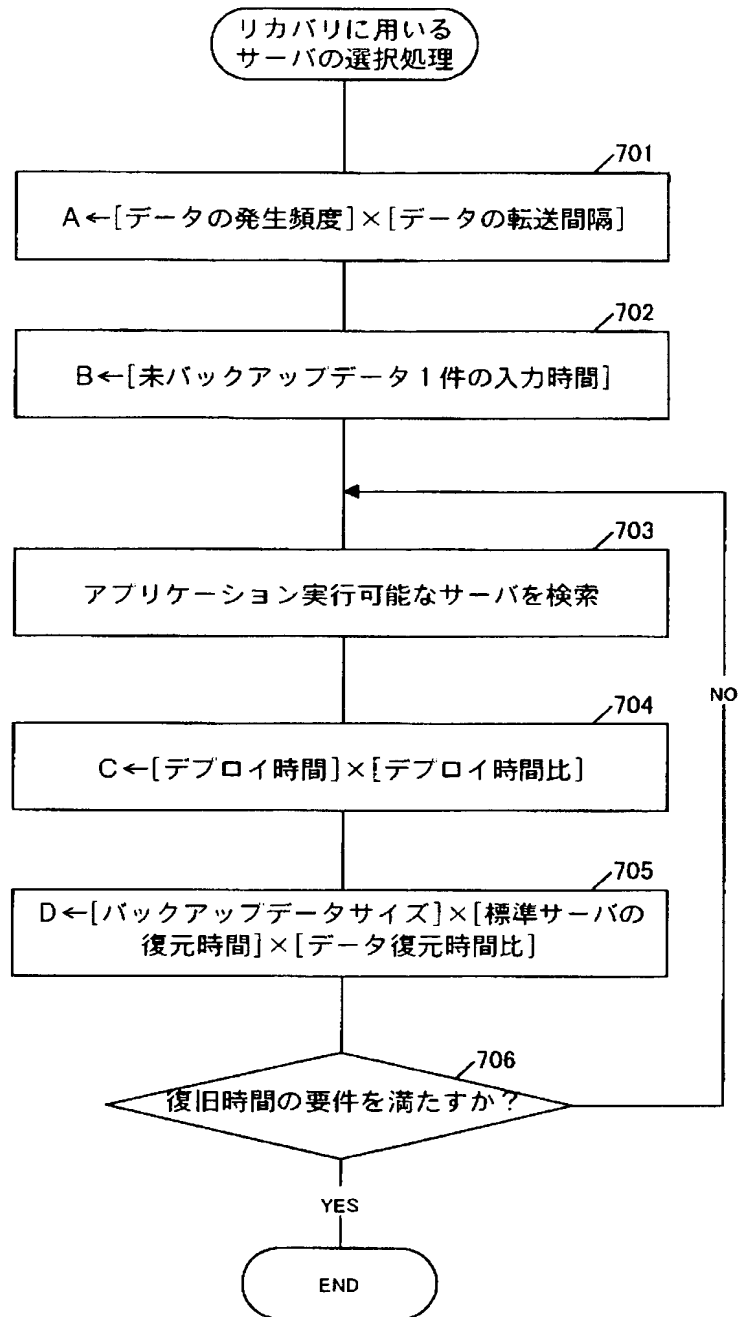 リカバリに用いる
サーバの選択処理
701
A←[データの発生頻度]×[データの転送間隔]
702
B←[未バックアップデータ1件の入力時間]
703
アプリケーション実行可能なサーバを検索
704
C←[デプロイ時間]×[デプロイ時間比]
705
D←[バックアップデータサイズ]×[標準サーバの
復元時間]×[データ復元時間比]
706
復旧時間の要件を満たすか?
NO
YES
END